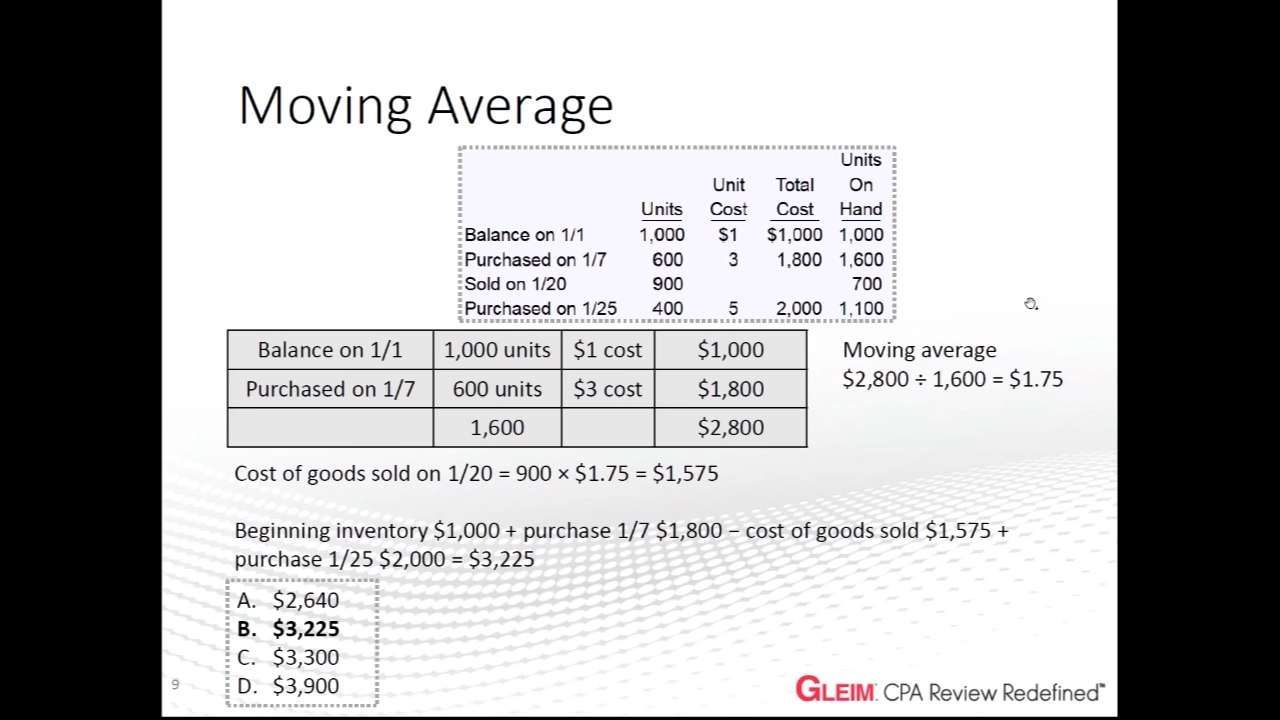 Moving Average
Units
Unit Total On
Units Cost Cost Hand
Balance on 1/1 1,000 $1 $1,000 1,000
Purchased on 1/7 600 3 1,800 1,600
Sold on 1/20 900 700
Purchased on 1/25 400 5 2,000 1,100
Balance on 1/1 1,000 units $1 cost $1,000
Purchased on 1/7 600 units $3 cost $1,800
1,600 $2,800
Moving average
$2,800 ÷ 1,600 = $1.75
Cost of goods sold on 1/20 = 900 × $1.75 = $1,575
Beginning inventory $1,000 + purchase 1/7 $1,800 − cost of goods sold $1,575 +
purchase 1/25 $2,000 = $3,225
A. $2,640
B. $3,225
C. $3,300
D. $3,900
9
GLEIM CPA Review Redefined™